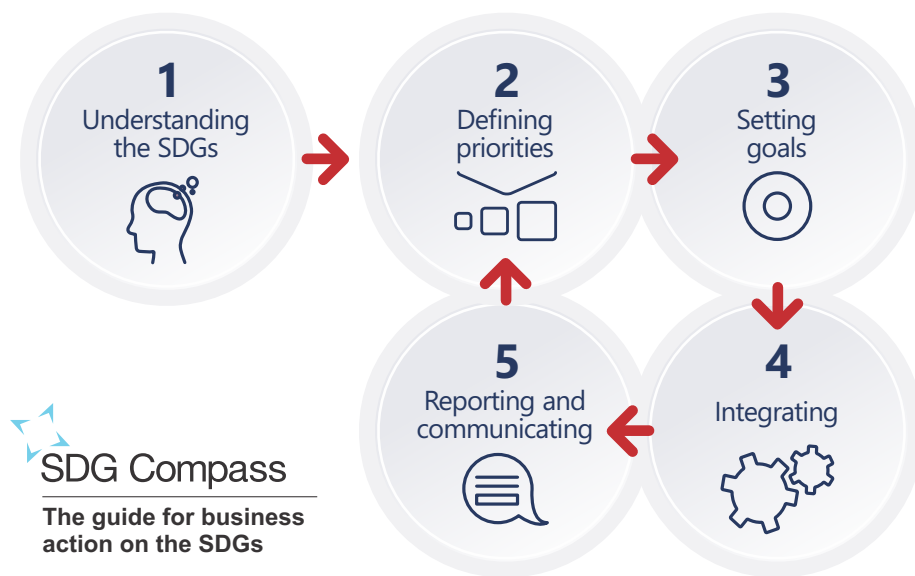 1
Understanding
the SDGs
2
Defining
priorities
3
Setting
goals
4
Integrating
5
Reporting and
communicating
SDG Compass
The guide for business
action on the SDGs